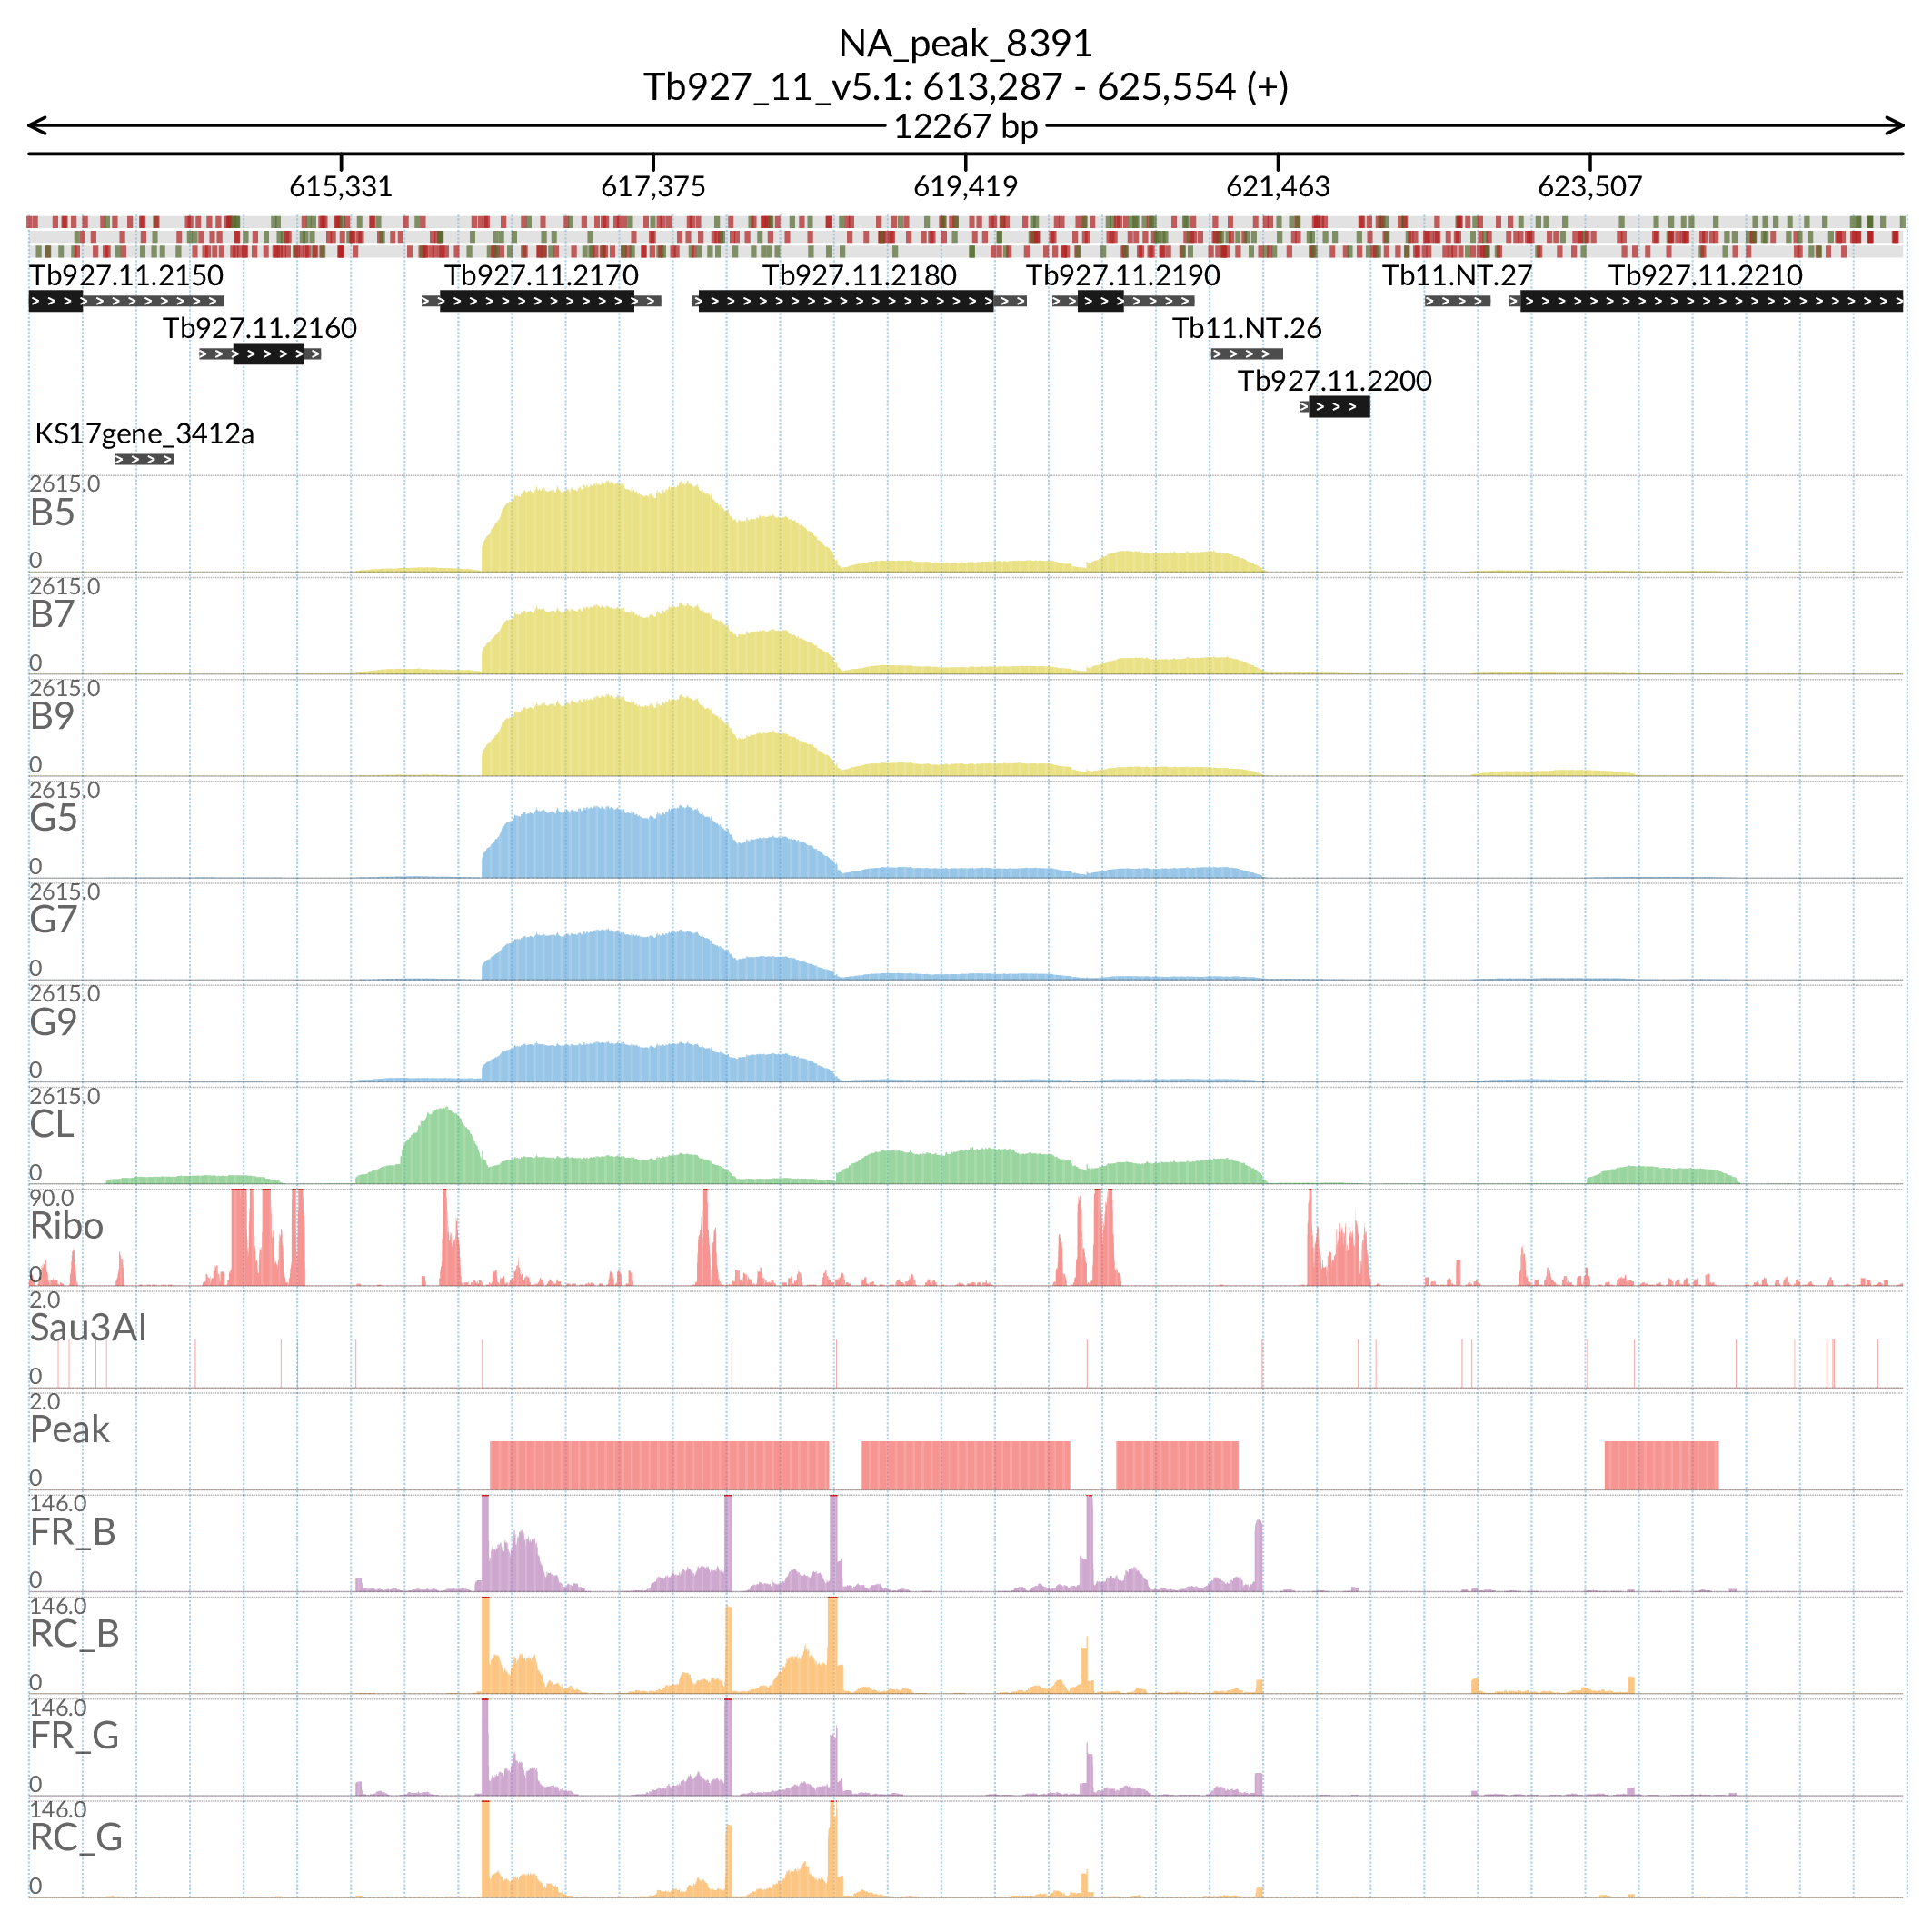 NA_peak_8391
Tb927_11_v5.1: 613,287 - 625,554 (+)
12267 bp
615,331 617,375 619,419 621,463 623,507
Tb927.11.2150 Tb927.11.2170 Tb927.11.2180 Tb927.11.2190 Tb11.NT.27 Tb927.11.2210
Tb927.11.2160 Tb11.NT.26
Tb927.11.2200
KS17gene_3412a
2615.0
B5
0
2615.0
B7
0
2615.0
B9
0
2615.0
G5
0
2615.0
G7
0
2615.0
G9
0
2615.0
CL
0
90.0
Ribo
0
2.0
Sau3AI
0
2.0
Peak
0
146.0
FR_B
0
146.0
RC_B
0
146.0
FR_G
0
146.0
RC_G
0